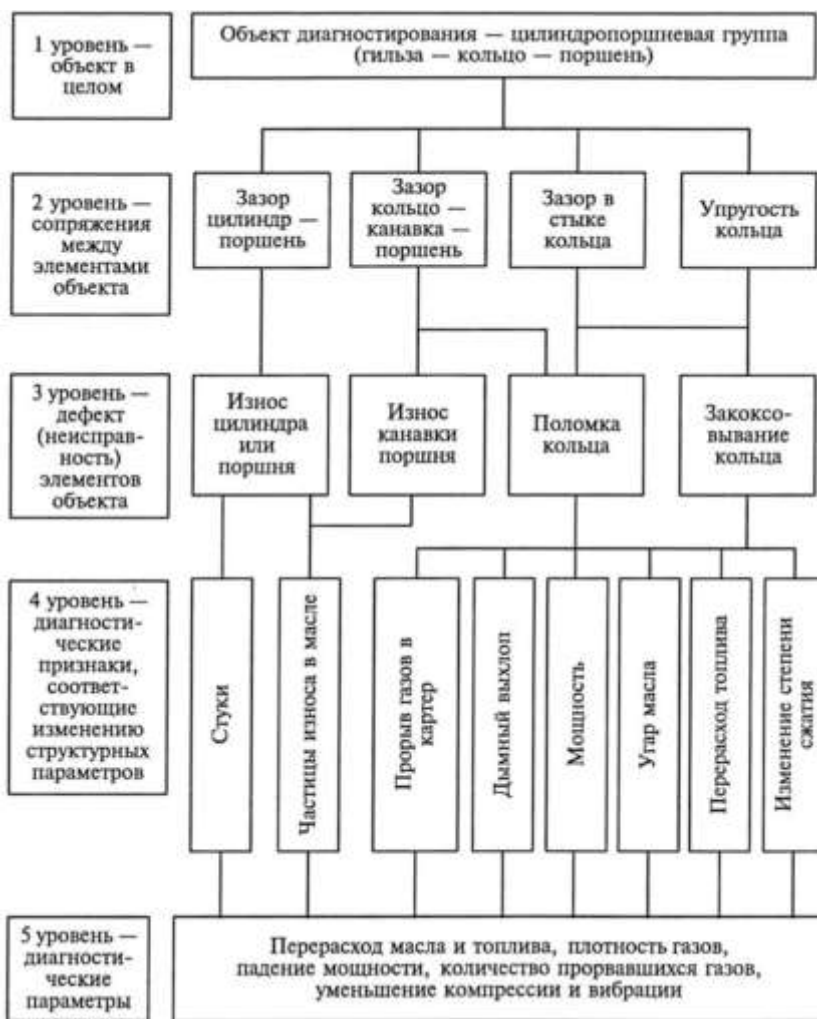 1 уровень —
объект в
целом
Объект диагностирования — цилиндропоршневая группа
(гильза — кольцо — поршень)
2 уровень —
сопряжения
между
элементами
объекта
Зазор
цилиндр —
поршень
Зазор
кольцо —
канавка —
поршень
Зазор в
стыке
кольца
Упругость
кольца
3 уровень —
дефект
(неисправ-
ность)
элементов
объекта
Износ
цилиндра
или
поршня
Износ
канавки
поршня
Поломка
кольца
Закоксо-
вывание
кольца
4 уровень —
диагности-
ческие
признаки,
соответ-
ствующие
изменению
структурных
параметров
Стуки
Частицы износа в масле
Прорыв газов в
картер
Дымный выхлоп
Мощность
Угар масла
Перерасход топлива
Изменение степени
сжатия
5 уровень —
диагности-
ческие
параметры
Перерасход масла и топлива, плотность газов,
падение мощности, количество прорвавшихся газов,
уменьшение компрессии и вибрации